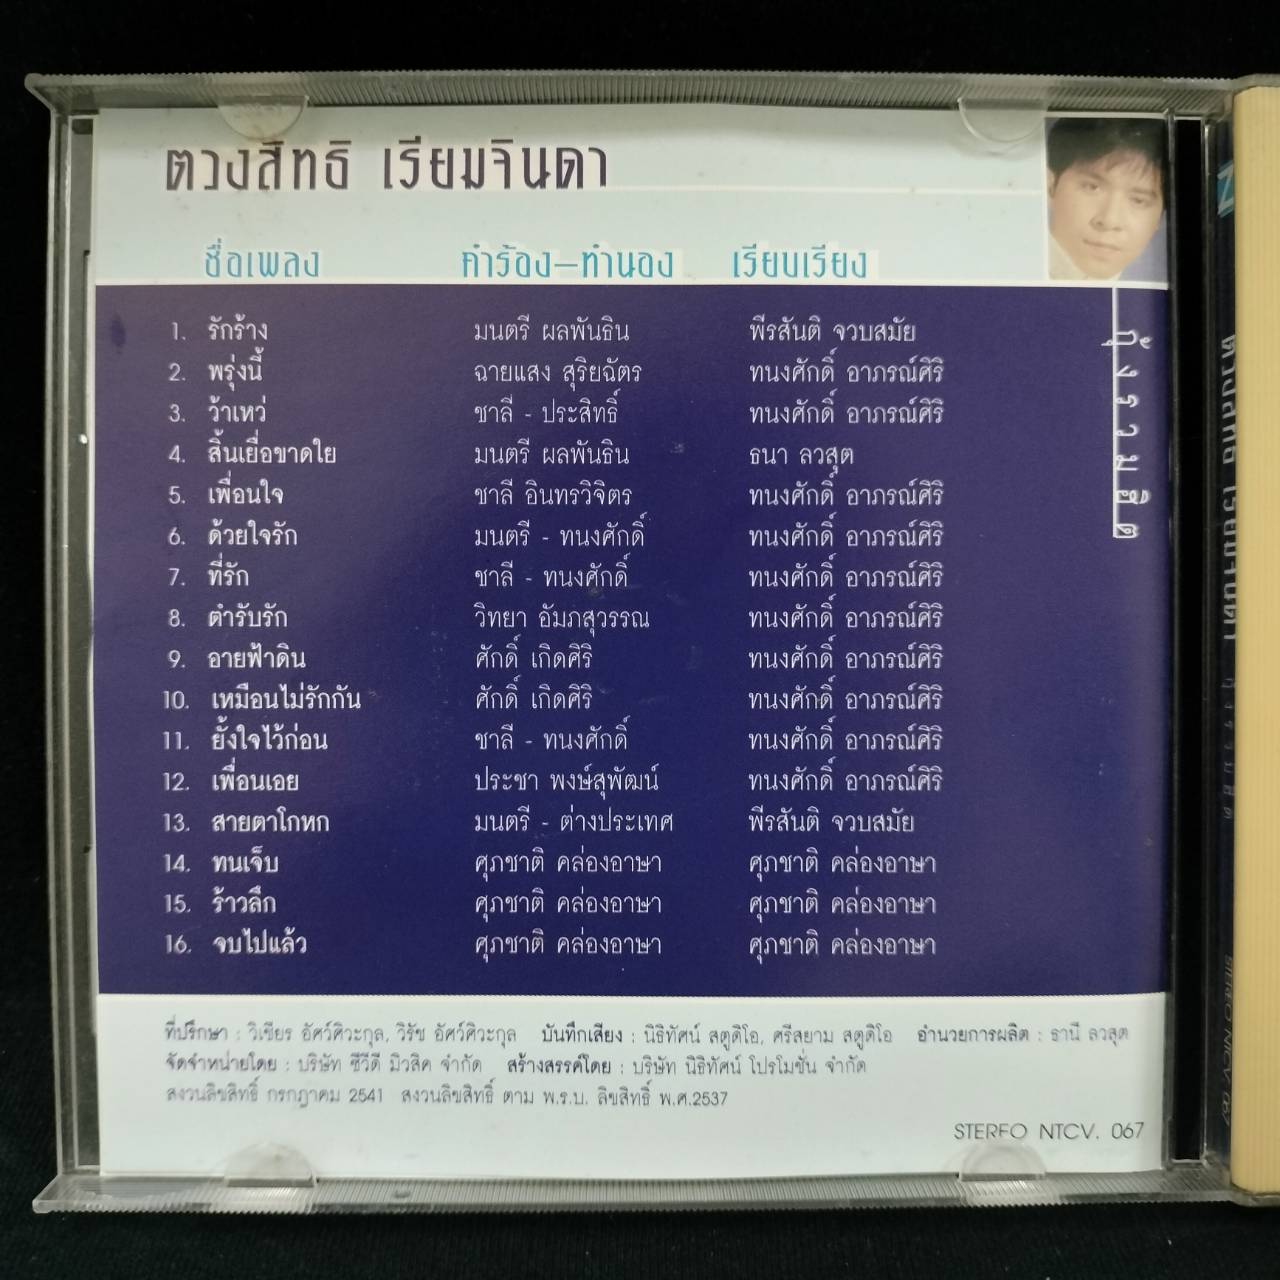 ตวงสิทธิ์ เรียมจินดา
ชื่อเพลง คำร้อง-ทำนอง เรียบเรียง
1. รักร้าง มนตรี ผลพันธิน พีรสันติ จวบสมัย
2. พรุ่งนี้ ฉายแสง สุริยฉัตร ทนงศักดิ์ อาภรณ์ศิริ
3. ว้าเหว่ ชาลี - ประสิทธิ์ ทนงศักดิ์ อาภรณ์ศิริ
4. สิ้นเยื่อขาดใย มนตรี ผลพันธิน ธนา ลวสุต
5. เพื่อนใจ ชาลี อินทรวิจิตร ทนงศักดิ์ อาภรณ์ศิริ
6. ด้วยใจรัก มนตรี - ทนงศักดิ์ ทนงศักดิ์ อาภรณ์ศิริ
7. ที่รัก ชาลี - ทนงศักดิ์ ทนงศักดิ์ อาภรณ์ศิริ
8. ตำรับรัก วิทยา อัมภสุวรรณ ทนงศักดิ์ อาภรณ์ศิริ
9. อายฟ้าดิน ศักดิ์ เกิดศิริ ทนงศักดิ์ อาภรณ์ศิริ
10. เหมือนไม่รักกัน ศักดิ์ เกิดศิริ ทนงศักดิ์ อาภรณ์ศิริ
11. ยั้งใจไว้ก่อน ชาลี - ทนงศักดิ์ ทนงศักดิ์ อาภรณ์ศิริ
12. เพื่อนเอย ประชา พงษ์สุพัฒน์ ทนงศักดิ์ อาภรณ์ศิริ
13. สายตาโกหก มนตรี - ต่างประเทศ พีรสันติ จวบสมัย
14. ทนเจ็บ ศุภชาติ คล่องอาษา ศุภชาติ คล่องอาษา
15. ร้าวลึก ศุภชาติ คล่องอาษา ศุภชาติ คล่องอาษา
16. จบไปแล้ว ศุภชาติ คล่องอาษา ศุภชาติ คล่องอาษา
กุ้งรวมฮิต
ที่ปรึกษา : วิเชียร อัศว์ศิวะกุล, วิรัช อัศว์ศิวะกุล บันทึกเสียง : นิธิทัศน์ สตูดิโอ, ศรีสยาม สตูดิโอ อำนวยการผลิต : ธานี ลวสุต
จัดจำหน่ายโดย : บริษัท ซีวีดี มิวสิค จำกัด สร้างสรรค์โดย : บริษัท นิธิทัศน์ โปรโมชั่น จำกัด
สงวนลิขสิทธิ์ กรกฎาคม 2541 สงวนลิขสิทธิ์ ตาม พ.ร.บ. ลิขสิทธิ์ พ.ศ.2537
STEREO NTCV. 067
ตวงสิทธิ์ เรียมจินดา กุ้งรวมฮิต STEREO NTCV. 067